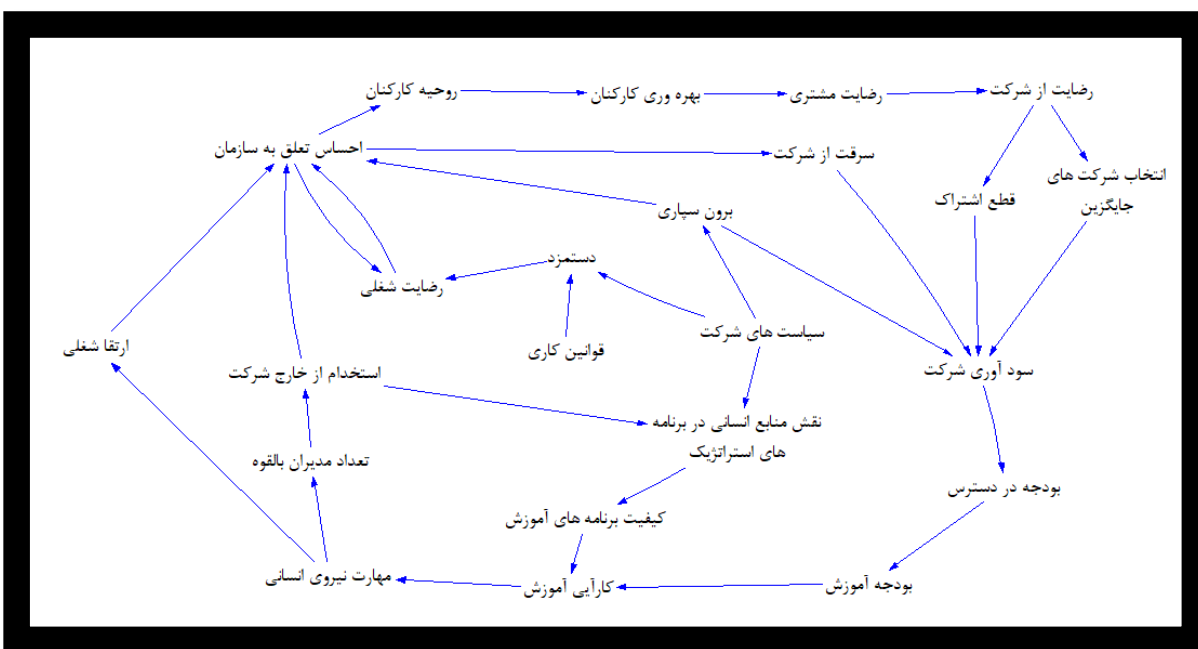 رضایت از شرکت
رضایت مشتری
بهره وری کارکنان
روحیه کارکنان
سرقت از شرکت
احساس تعلق به سازمان
انتخاب شرکت های
جایگزین
قطع اشتراک
برون سپاری
دستمزد
رضایت شغلی
سیاست های شرکت
قوانین کاری
ارتقا شغلی
سود آوری شرکت
استخدام از خارج شرکت
نقش منابع انسانی در برنامه
های استراتژیک
تعداد مدیران بالقوه
بودجه در دسترس
کیفیت برنامه های آموزش
بودجه آموزش
کارآیی آموزش
مهارت نیروی انسانی